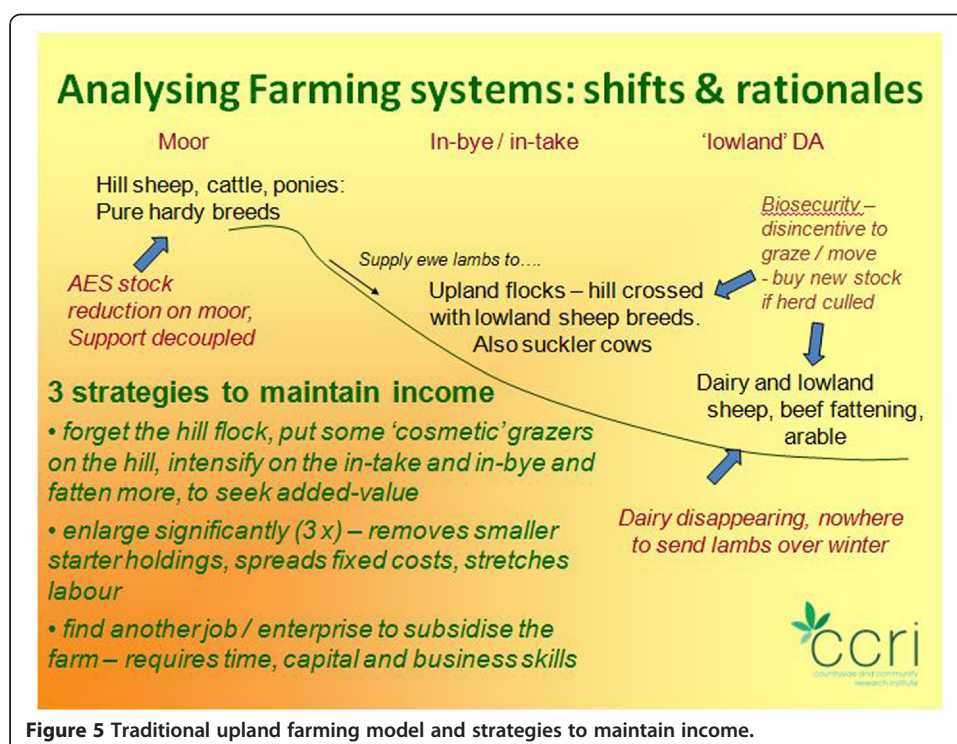 Analysing Farming systems: shifts & rationales
Moor
In-bye / in-take
'lowland' DA
Hill sheep, cattle, ponies:
Pure hardy breeds
AES stock
reduction on moor,
Support decoupled
Supply ewe lambs to….
Upland flocks – hill crossed
with lowland sheep breeds.
Also suckler cows
Biosecurity –
disincentive to
graze / move
- buy new stock
if herd culled
Dairy and lowland
sheep, beef fattening,
arable
Dairy disappearing, nowhere
to send lambs over winter
3 strategies to maintain income
• forget the hill flock, put some 'cosmetic' grazers
on the hill, intensify on the in-take and in-bye and
fatten more, to seek added-value
• enlarge significantly (3 x) – removes smaller
starter holdings, spreads fixed costs, stretches
labour
• find another job / enterprise to subsidise the
farm – requires time, capital and business skills
ccri
countryside and community
research institute
Figure 5 Traditional upland farming model and strategies to maintain income.